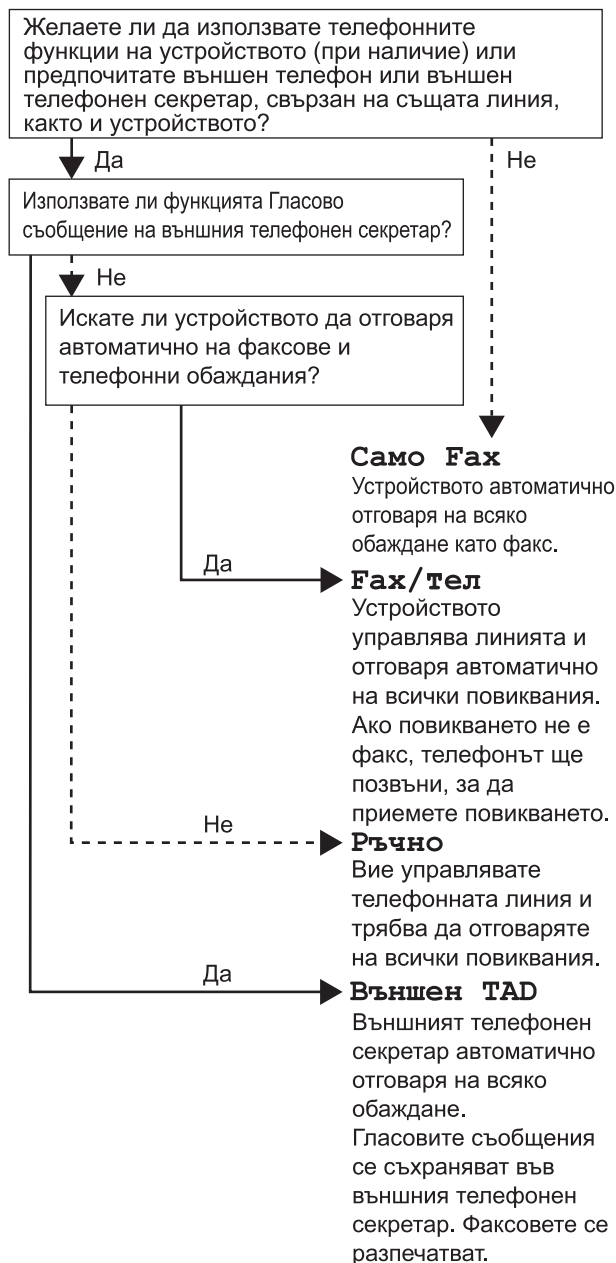 Желаете ли да използвате телефонните
функции на устройството (при наличие) или
предпочитате външен телефон или външен
телефонен секретар, свързан на същата линия,
както и устройството?
Да
Не
Използвате ли функцията Гласово
съобщение на външния телефонен секретар?
Не
Искате ли устройството да отговаря
автоматично на факсове и
телефонни обаждания?
Само Fax
Устройството автоматично
отговаря на всяко
обаждане като факс.
Да
Fax/Тел
Устройството
управлява линията и
отговаря автоматично
на всички повиквания.
Ако повикването не е
факс, телефонът ще
позвъни, за да
приемете повикването.
Не
Ръчно
Вие управлявате
телефонната линия и
трябва да отговаряте
на всички повиквания.
Да
Външен TAD
Външният телефонен
секретар автоматично
отговаря на всяко
обаждане.
Гласовите съобщения
се съхраняват във
външния телефонен
секретар. Факсовете се
разпечатват.